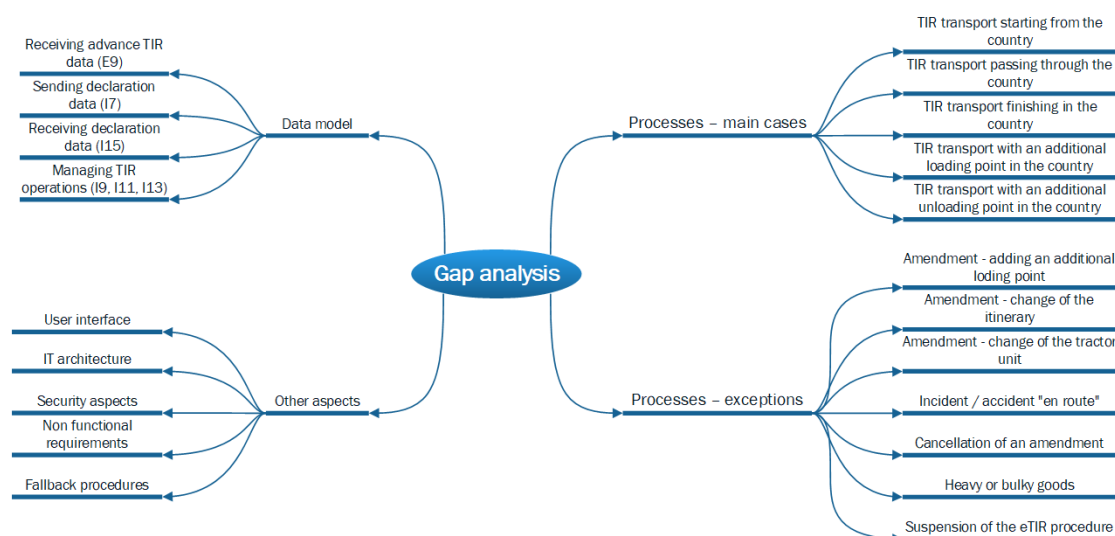 Gap analysis
Data model
Receiving advance TIR
data (E9)
Sending declaration
data (I7)
Receiving declaration
data (I15)
Managing TIR
operations (I9, I11, I13)
Other aspects
User interface
IT architecture
Security aspects
Non functional
requirements
Fallback procedures
Processes – main cases
TIR transport starting from the
country
TIR transport passing through the
country
TIR transport finishing in the
country
TIR transport with an additional
loading point in the country
TIR transport with an additional
unloading point in the country
Processes – exceptions
Amendment - adding an additional
loding point
Amendment - change of the
itinerary
Amendment - change of the tractor
unit
Incident / accident "en route"
Cancellation of an amendment
Heavy or bulky goods
Suspension of the eTIR procedure